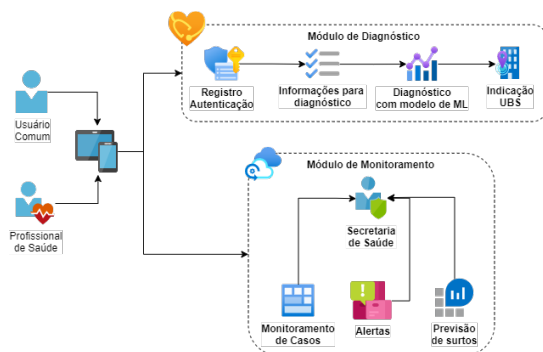 Módulo de Diagnóstico
Registro
Autenticação
Informações para
diagnóstico
Diagnóstico
com modelo de ML
Indicação
UBS
Usuário
Comum
Profissional
de Saúde
Módulo de Monitoramento
Secretaria
de Saúde
Monitoramento
de Casos
Alertas
Previsão
de surtos